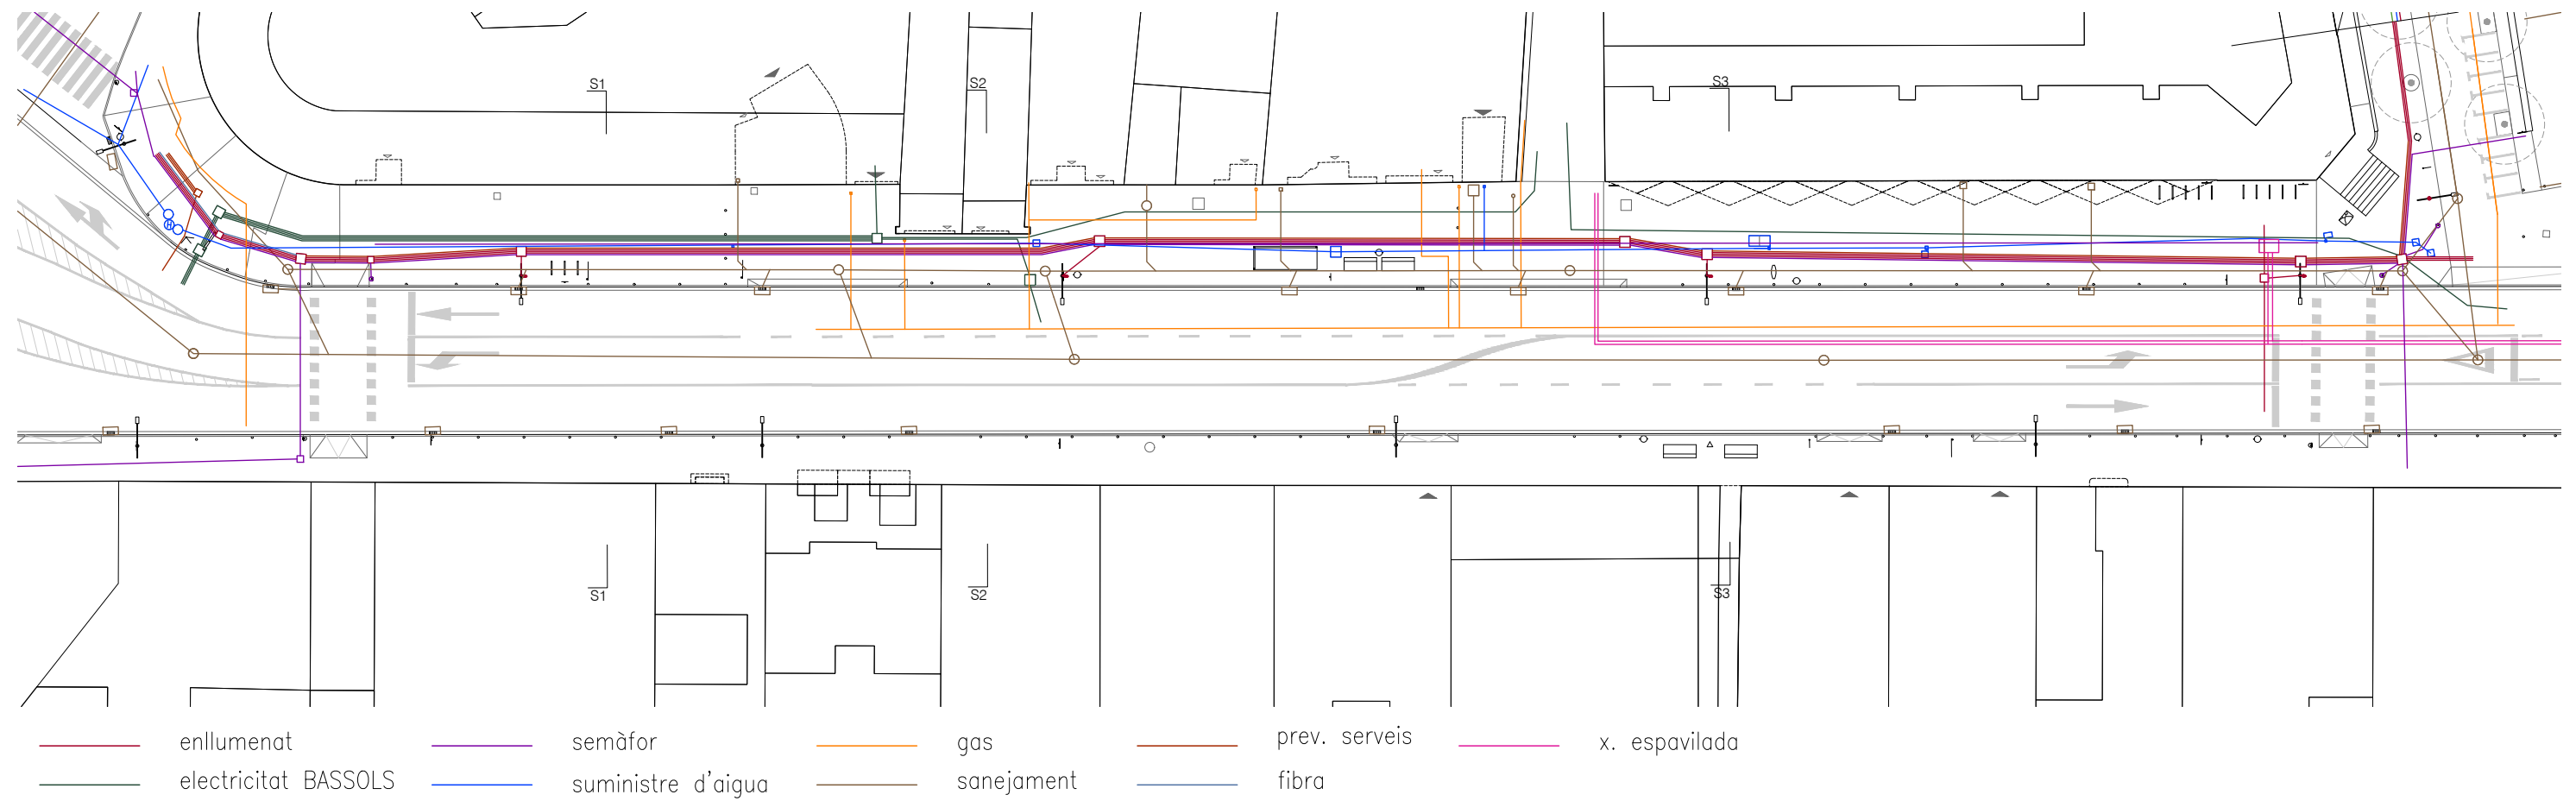 S1
S2
S3
S1
S2
S3
enllumenat
semàfor
gas
prev. serveis
x. espavilada
electricitat BASSOLS
suministre d'aigua
sanejament
fibra